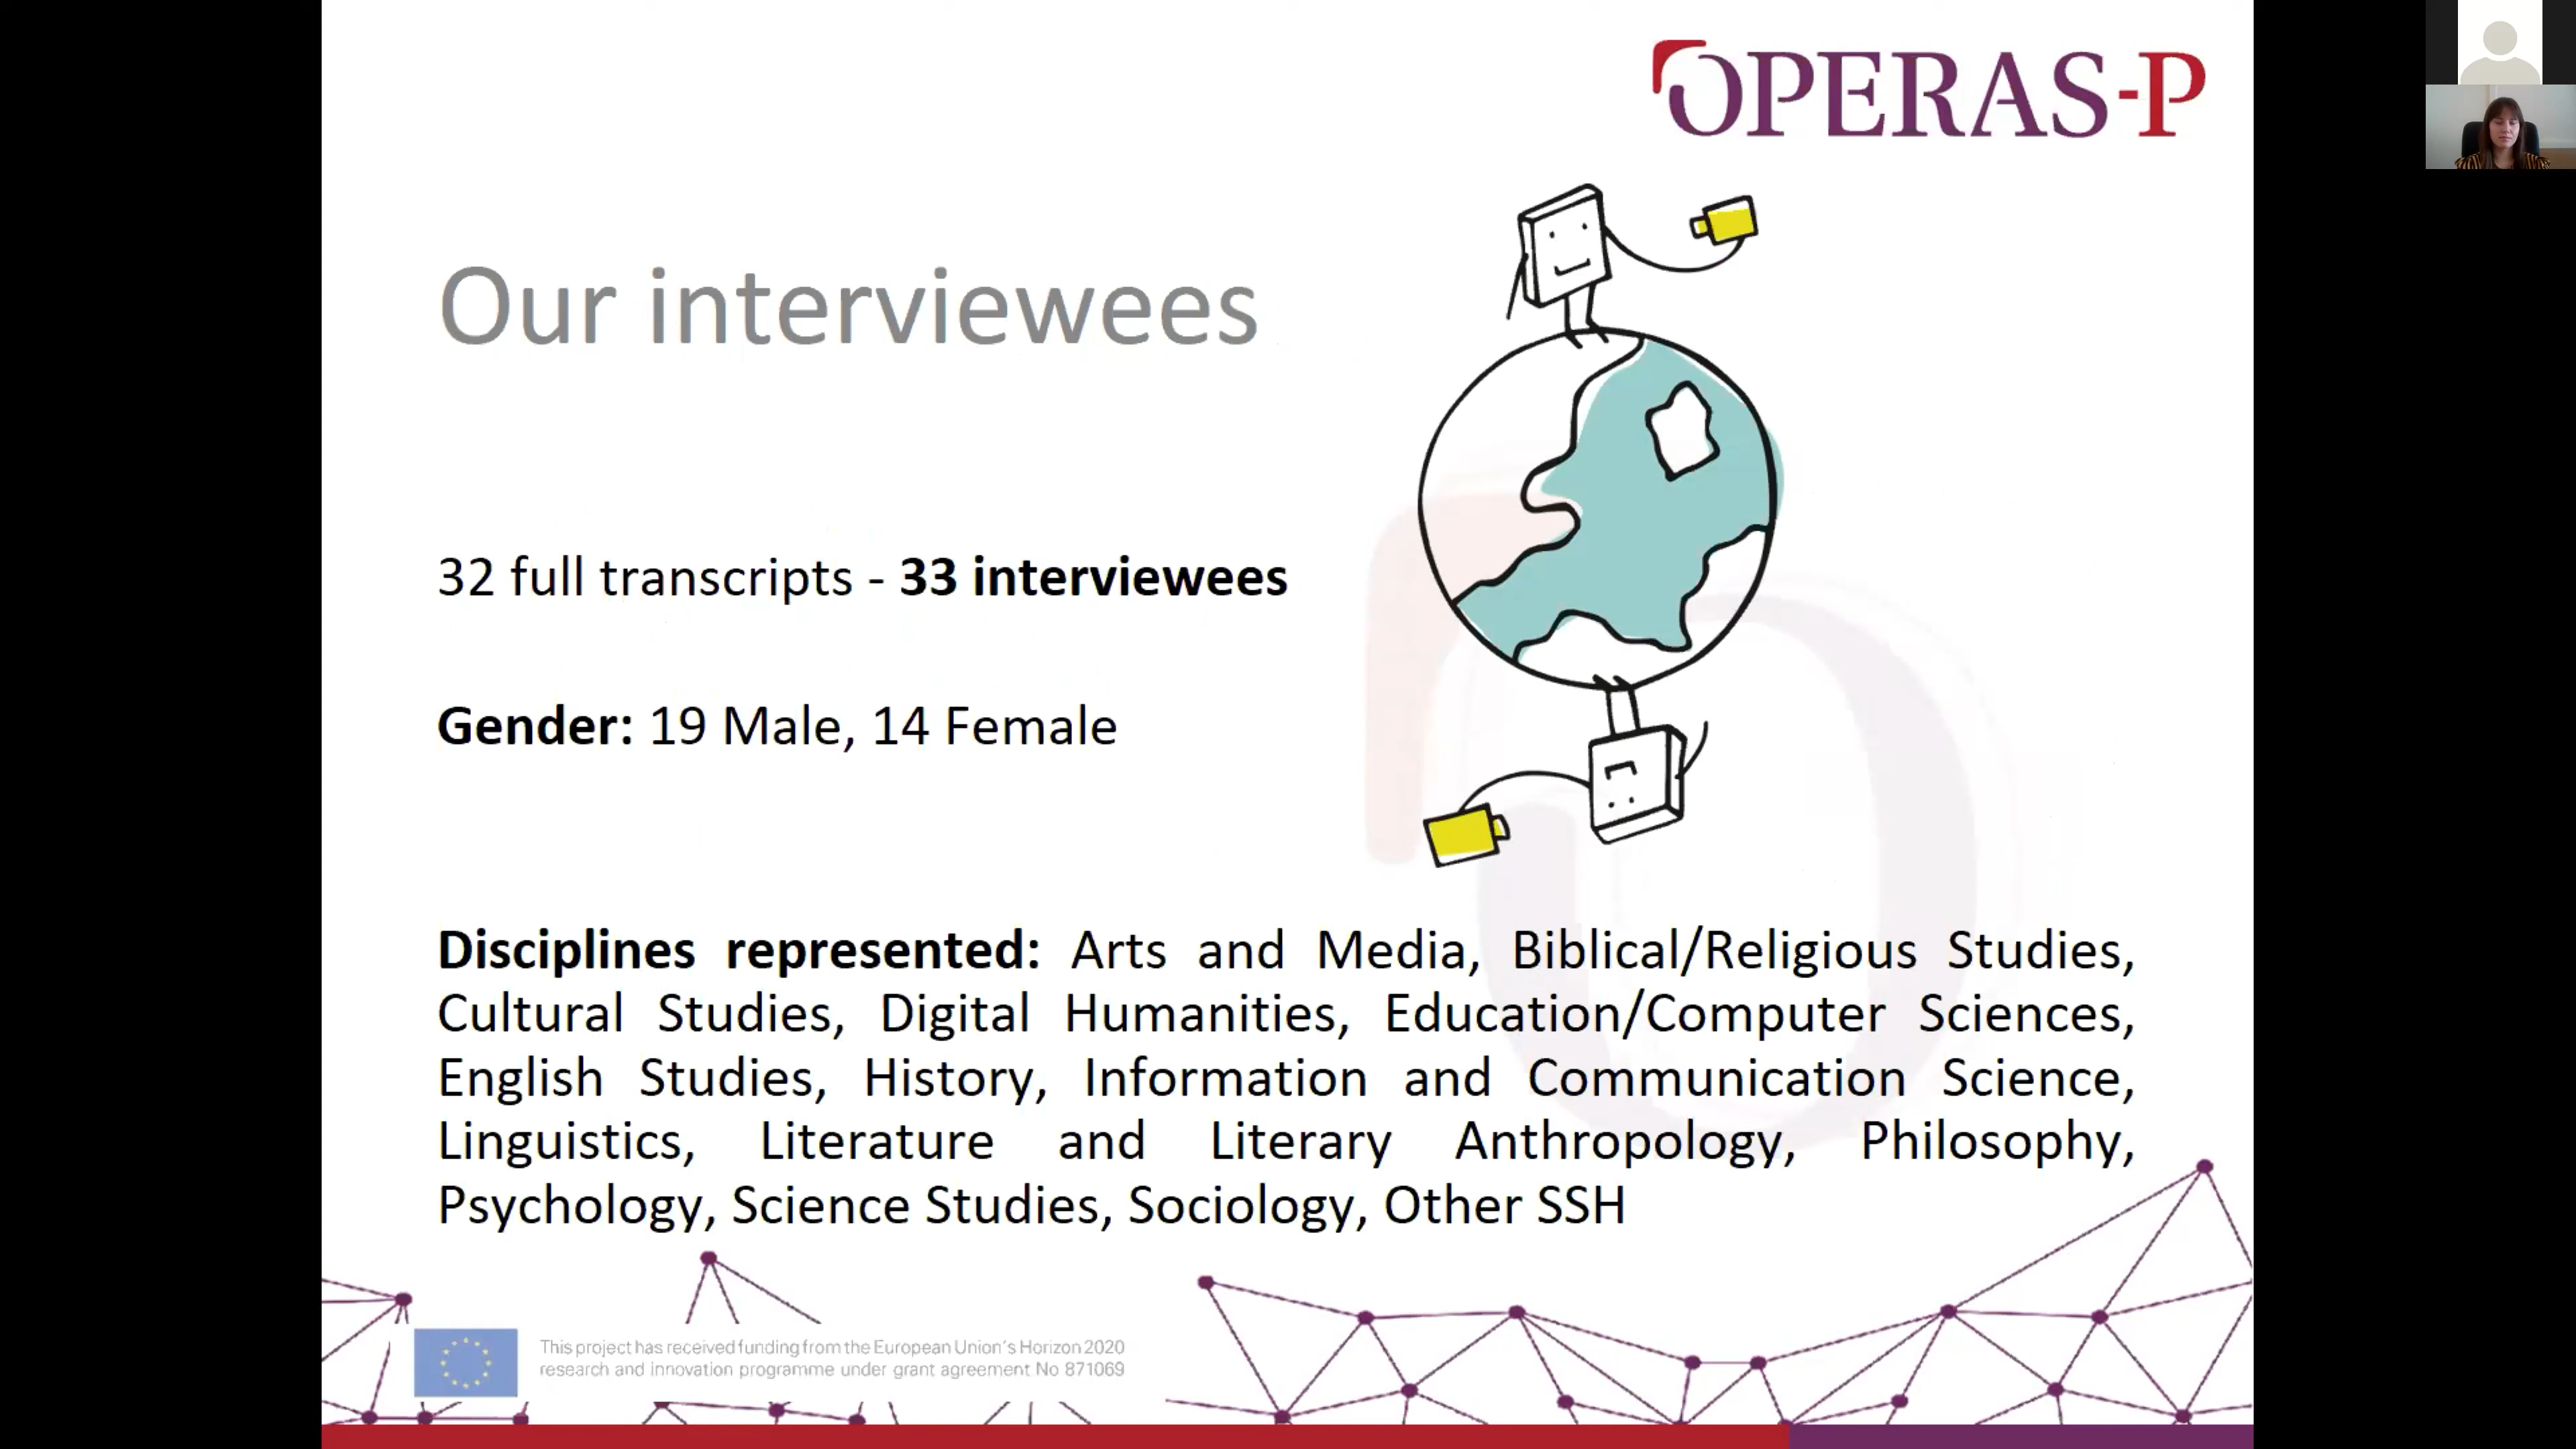 OPERAS-P
Our interviewees
32 full transcripts - 33 interviewees
Gender: 19 Male, 14 Female
Disciplines represented: Arts and Media, Biblical/Religious Studies,
Cultural Studies, Digital Humanities, Education/Computer Sciences,
English Studies, History, Information and Communication Science,
Linguistics, Literature and Literary Anthropology, Philosophy,
Psychology, Science Studies, Sociology, Other SSH
This project has received funding from the European Union's Horizon 2020
research and innovation programme under grant agreement No 871069